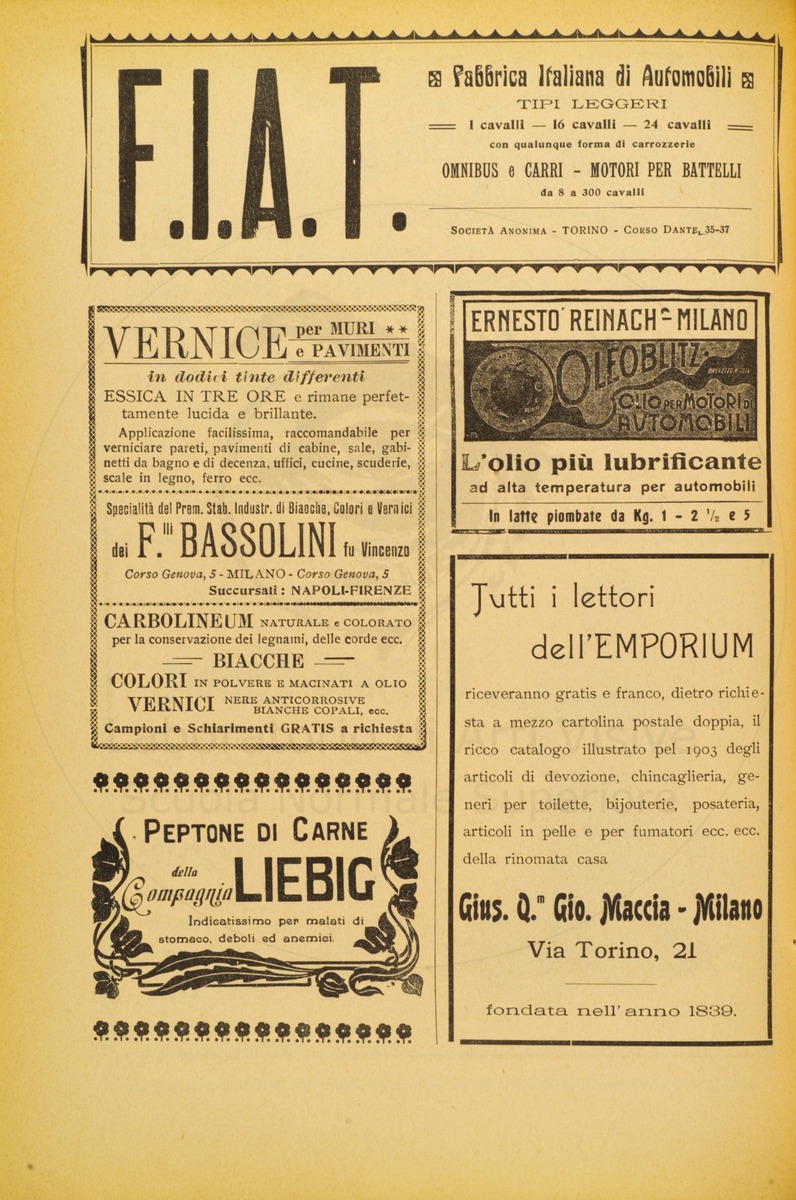 F.I.A.T.
Fabbrica Italiana di Automobili
TIPI LEGGERI
1 cavalli — 16 cavalli — 24 cavalli
con qualunque forma di carrozzerie
OMNIBUS e CARRI - MOTORI PER BATTELLI
da 8 a 300 cavalli
SOCIETÀ ANONIMA - TORINO - CORSO DANTE, 35-37
VERNICE per MURI **
e PAVIMENTI
in dodici tinte differenti
ESSICA IN TRE ORE e rimane perfet-
tamente lucida e brillante.
Applicazione facilissima, raccomandabile per
verniciare pareti, pavimenti di cabine, sale, gabi-
netti da bagno e di decenza, uffici, cucine, scuderie,
scale in legno, ferro ecc.
Specialità del Prem. Stab. Industr. di Biacche, Colori e Vernici
dei F.lli BASSOLINI fu Vincenzo
Corso Genova, 5 - MILANO - Corso Genova, 5
Succursali : NAPOLI-FIRENZE
CARBOLINEUM NATURALE e COLORATO
per la conservazione dei legnami, delle corde ecc.
BIACCHE
COLORI IN POLVERE E MACINATI A OLIO
VERNICI NERE ANTICORROSIVE
BIANCHE COPALI, ecc.
Campioni e Schiarimenti GRATIS a richiesta
PEPTONE DI CARNE
della
Compagnia LIEBIG
Indicatissimo per malati di
stomaco, deboli ed anemici.
ERNESTO REINACH - MILANO
OLEOBLITZ
OLIO PER MOTORI DI
AUTOMOBILI
L'olio più lubrificante
ad alta temperatura per automobili
In latte piombate da Kg. 1 - 2 1/2 e 5
Tutti i lettori
dell'EMPORIUM
riceveranno gratis e franco, dietro richie-
sta a mezzo cartolina postale doppia, il
ricco catalogo illustrato pel 1903 degli
articoli di devozione, chincaglieria, ge-
neri per toilette, bijouterie, posateria,
articoli in pelle e per fumatori ecc. ecc.
della rinomata casa
Gius. Q.m Gio. Maccia - Milano
Via Torino, 21
fondata nell'anno 1839.